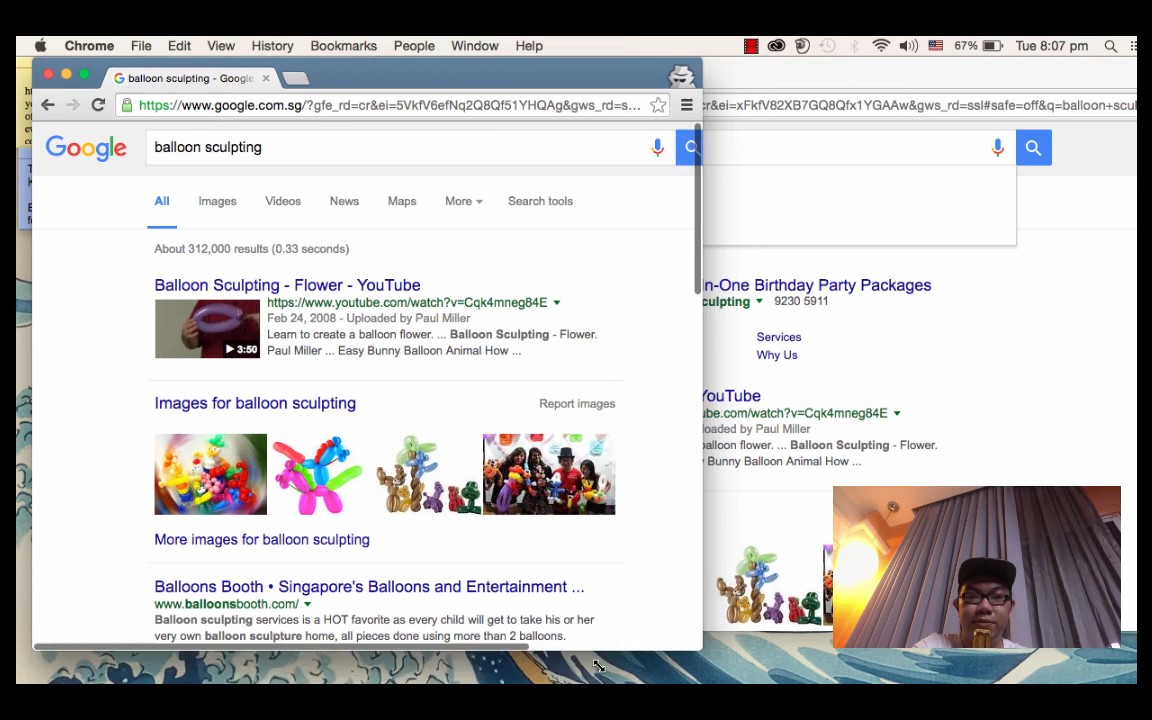 Chrome File Edit View History Bookmarks People Window Help 67% Tue 8:07 pm
balloon sculpting - Google
https://www.google.com.sg/?gfe_rd=cr&ei=5VkfV6efNq2Q8Qf51YHQAg&gws_rd=s...
cr&ei=xFkfV82XB7GQ8Qfx1YGAAw&gws_rd=ssl#safe=off&q=balloon+scul
Google balloon sculpting
All Images Videos News Maps More Search tools
About 312,000 results (0.33 seconds)
Balloon Sculpting - Flower - YouTube
https://www.youtube.com/watch?v=Cqk4mneg84E
Feb 24, 2008 - Uploaded by Paul Miller
Learn to create a balloon flower. ... Balloon Sculpting - Flower.
Paul Miller ... Easy Bunny Balloon Animal How ...
3:50
Images for balloon sculpting Report images
More images for balloon sculpting
Balloons Booth • Singapore's Balloons and Entertainment ...
www.balloonsbooth.com/
Balloon sculpting services is a HOT favorite as every child will get to take his or her
very own balloon sculpture home, all pieces done using more than 2 balloons.
In-One Birthday Party Packages
culpting 9230 5911
Services
Why Us
YouTube
ube.com/watch?v=Cqk4mneg84E
oaded by Paul Miller
balloon flower. ... Balloon Sculpting - Flower.
y Bunny Balloon Animal How ...